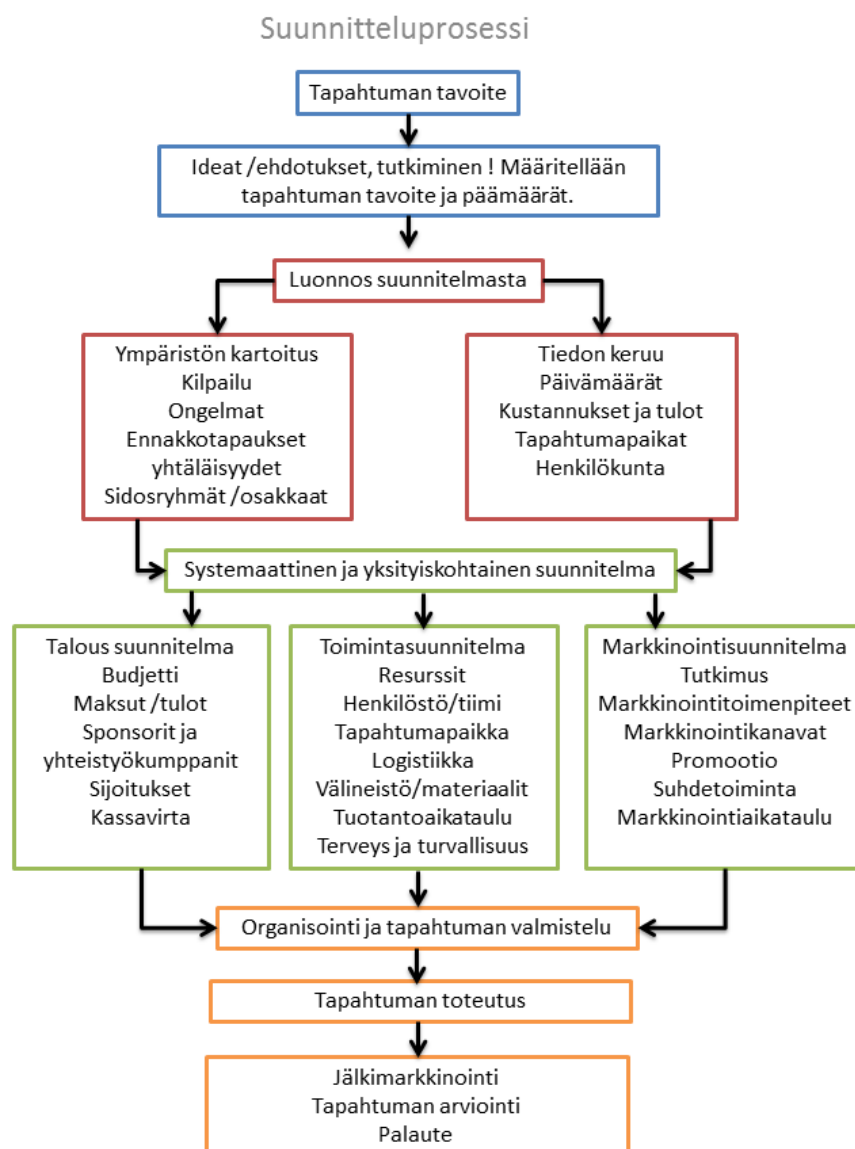 Suunnitteluprosessi
Tapahtuman tavoite
Ideat /ehdotukset, tutkiminen ! Määritellään
tapahtuman tavoite ja päämäärät.
Luonnos suunnitelmasta
Ympäristön kartoitus
Kilpailu
Ongelmat
Ennakkotapaukset
yhtäläisyydet
Sidosryhmät /osakkaat
Tiedon keruu
Päivämäärät
Kustannukset ja tulot
Tapahtumapaikat
Henkilökunta
Systemaattinen ja yksityiskohtainen suunnitelma
Talous suunnitelma
Budjetti
Maksut /tulot
Sponsorit ja
yhteistyökumppanit
Sijoitukset
Kassavirta
Toimintasuunnitelma
Resurssit
Henkilöstö/tiimi
Tapahtumapaikka
Logistiikka
Välineistö/materiaalit
Tuotantoaikataulu
Terveys ja turvallisuus
Markkinointisuunnitelma
Tutkimus
Markkinointitoimenpiteet
Markkinointikanavat
Promootio
Suhdetoiminta
Markkinointiaikataulu
Organisointi ja tapahtuman valmistelu
Tapahtuman toteutus
Jälkimarkkinointi
Tapahtuman arviointi
Palaute